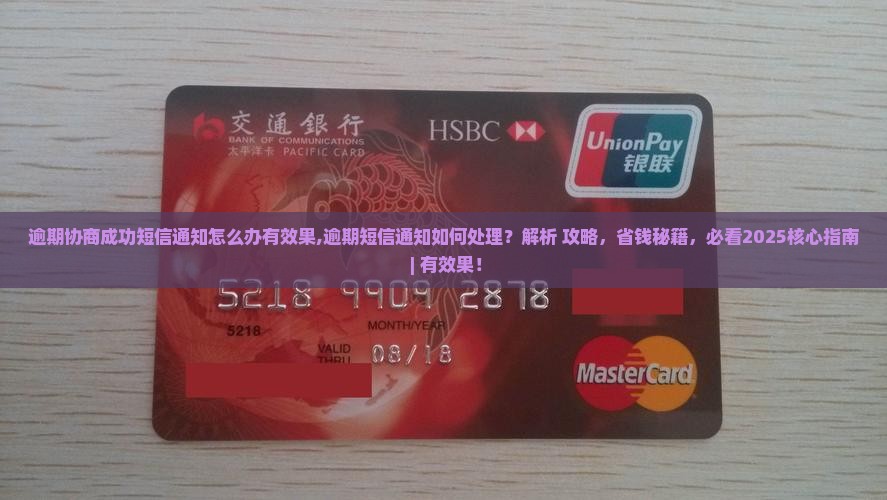 交通銀行
BANK OF COMMUNICATIONS
太平洋卡 PACIFIC CARD
HSBC
UnionPay
银联
逾期协商成功短信通知怎么办有效果,逾期短信通知如何处理？解析 攻略，省钱秘籍，必看2025核心指南
| 有效果！
5218 9909 2878
5218
MONTH/YEAR
VALID
THRU
08/18
MasterCard